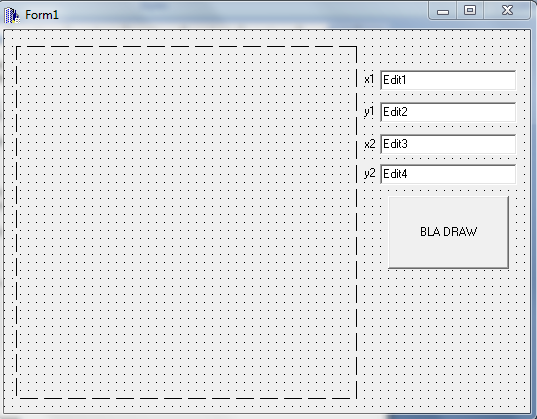 Form1
x1 Edit1
y1 Edit2
x2 Edit3
y2 Edit4
BLA DRAW